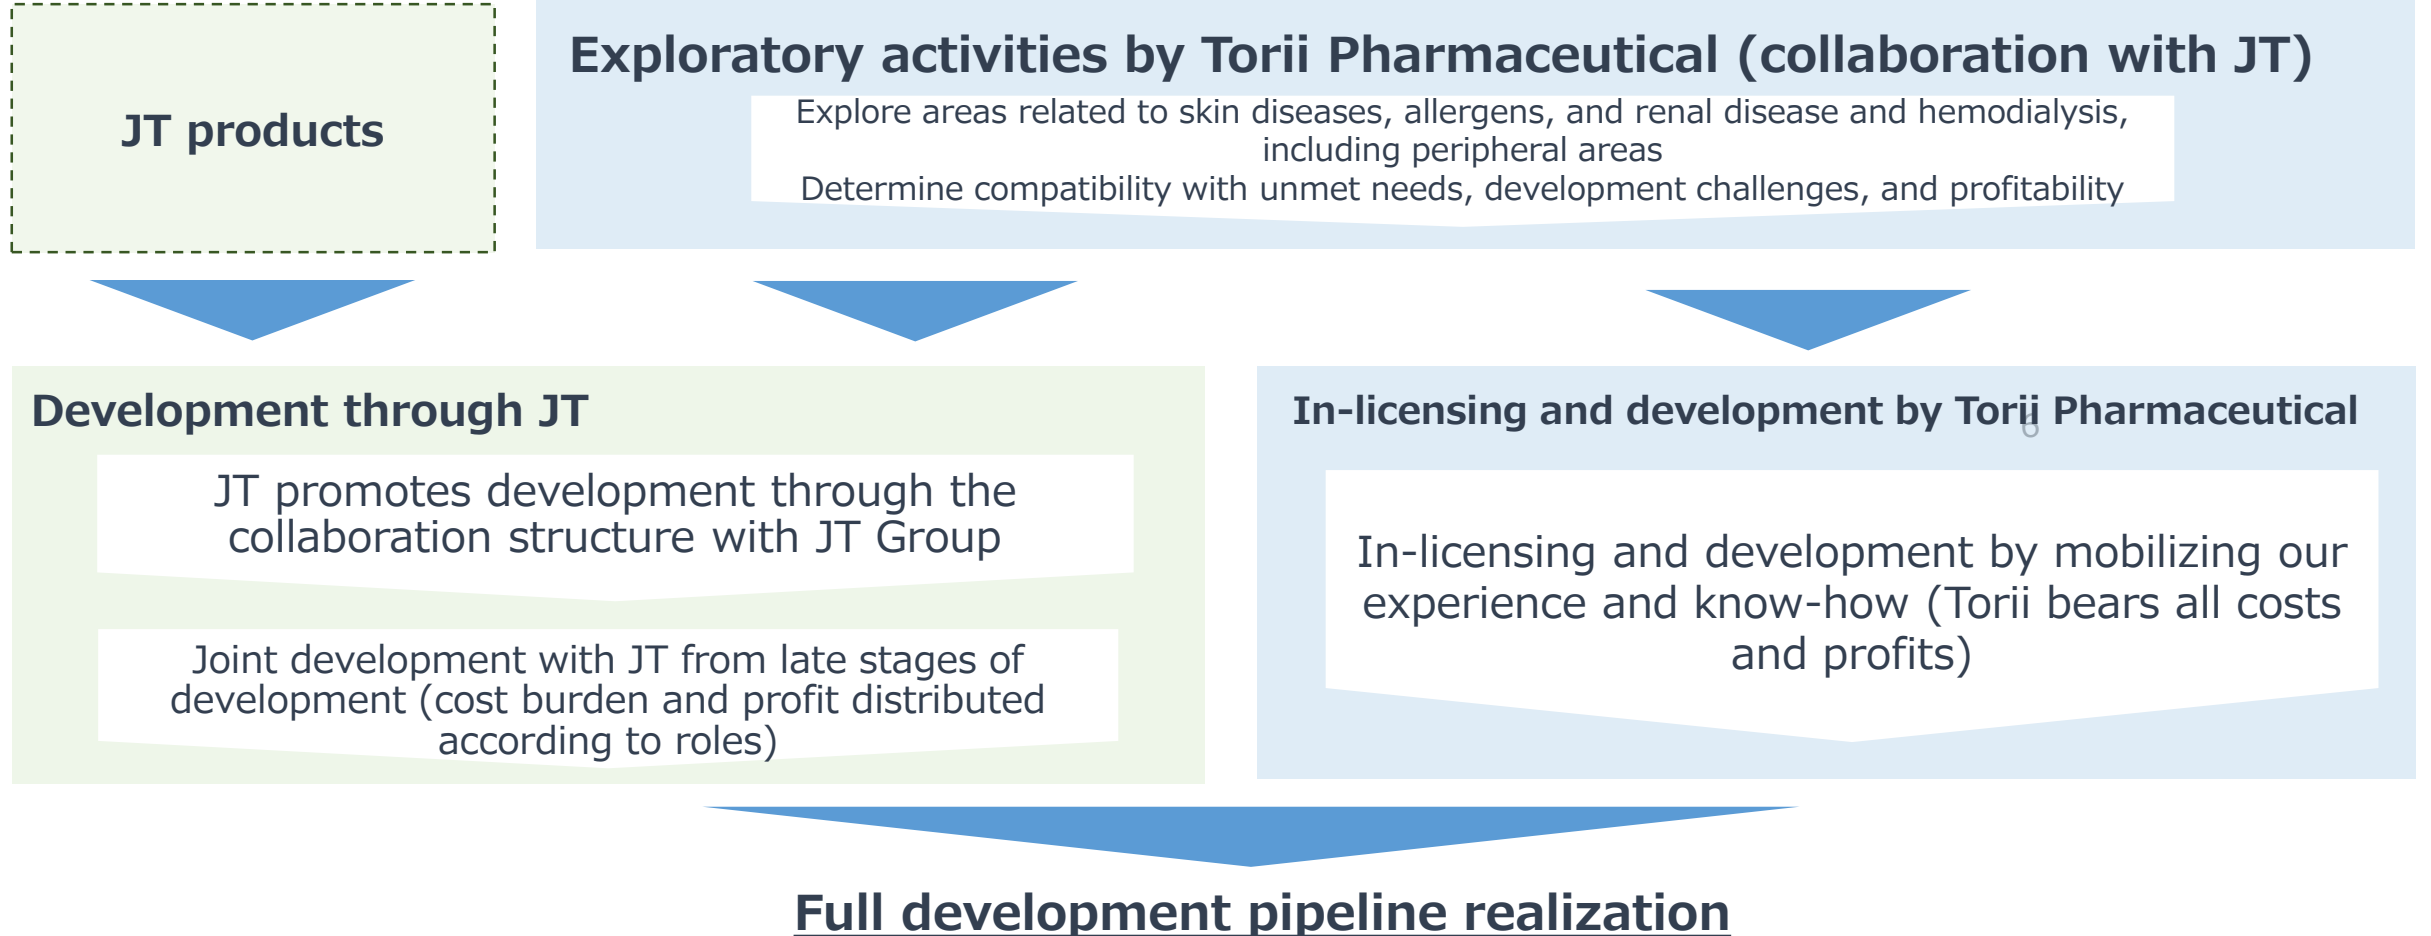 JT products
Exploratory activities by Torii Pharmaceutical (collaboration with JT)
Explore areas related to skin diseases, allergens, and renal disease and hemodialysis,
including peripheral areas
Determine compatibility with unmet needs, development challenges, and profitability
Development through JT
JT promotes development through the
collaboration structure with JT Group
Joint development with JT from late stages of
development (cost burden and profit distributed
according to roles)
In-licensing and development by Torii Pharmaceutical
6
In-licensing and development by mobilizing our
experience and know-how (Torii bears all costs
and profits)
Full development pipeline realization